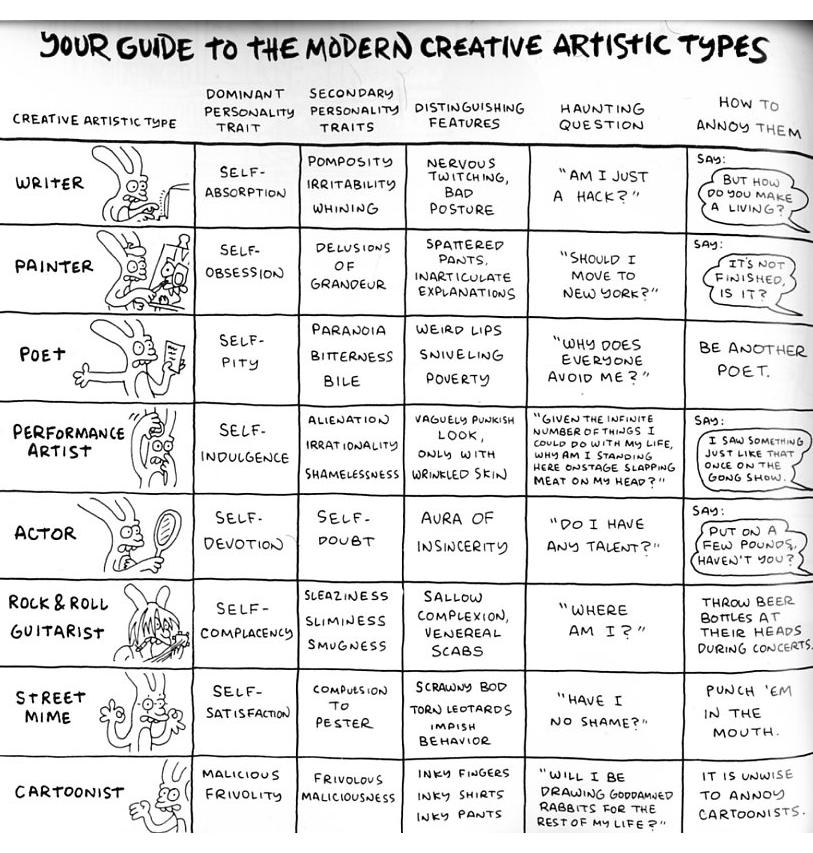 YOUR GUIDE TO THE MODERN CREATIVE ARTISTIC TYPES
CREATIVE ARTISTIC TYPE
DOMINANT
PERSONALITY
TRAIT
SECONDARY
PERSONALITY
TRAITS
DISTINGUISHING
FEATURES
HAUNTING
QUESTION
HOW TO
ANNOY THEM
WRITER
SELF-
ABSORPTION
POMPOSITY
IRRITABILITY
WHINING
NERVOUS
TWITCHING,
BAD
POSTURE
"AM I JUST
A HACK?"
SAY:
BUT HOW
DO YOU MAKE
A LIVING?
PAINTER
SELF-
OBSESSION
DELUSIONS
OF
GRANDEUR
SPATTERED
PANTS,
INARTICULATE
EXPLANATIONS
"SHOULD I
MOVE TO
NEW YORK?"
SAY:
IT'S NOT
FINISHED,
IS IT?
POET
SELF-
PITY
PARANOIA
BITTERNESS
BILE
WEIRD LIPS
SNIVELING
POVERTY
"WHY DOES
EVERYONE
AVOID ME?"
BE ANOTHER
POET.
PERFORMANCE
ARTIST
SELF-
INDULGENCE
ALIENATION
IRRATIONALITY
SHAMELESSNESS
VAGUELY PUNKISH
LOOK,
ONLY WITH
WRINKLED SKIN
"GIVEN THE INFINITE
NUMBER OF THINGS I
COULD DO WITH MY LIFE,
WHY AM I STANDING
HERE ONSTAGE SLAPPING
MEAT ON MY HEAD?"
SAY:
I SAW SOMETHING
JUST LIKE THAT
ONCE ON THE
GONG SHOW.
ACTOR
SELF-
DEVOTION
SELF-
DOUBT
AURA OF
INSINCERITY
"DO I HAVE
ANY TALENT?"
SAY:
PUT ON A
FEW POUNDS,
HAVEN'T YOU?
ROCK & ROLL
GUITARIST
SELF-
COMPLACENCY
SLEAZINESS
SLIMINESS
SMUGNESS
SALLOW
COMPLEXION,
VENEREAL
SCABS
"WHERE
AM I?"
THROW BEER
BOTTLES AT
THEIR HEADS
DURING CONCERTS.
STREET
MIME
SELF-
SATISFACTION
COMPULSION
TO
PESTER
SCRAWNY BOD
TORN LEOTARDS
IMPISH
BEHAVIOR
"HAVE I
NO SHAME?"
PUNCH 'EM
IN THE
MOUTH.
CARTOONIST
MALICIOUS
FRIVOLITY
FRIVOLOUS
MALICIOUSNESS
INKY FINGERS
INKY SHIRTS
INKY PANTS
"WILL I BE
DRAWING GODDAMNED
RABBITS FOR THE
REST OF MY LIFE?"
IT IS UNWISE
TO ANNOY
CARTOONISTS.